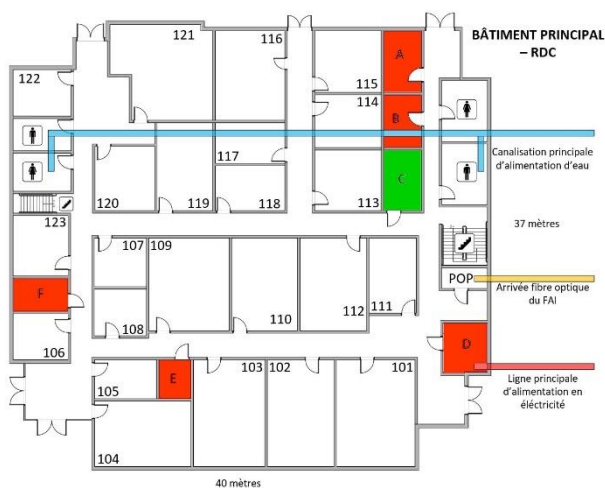 BÂTIMENT PRINCIPAL
– RDC
121
116
A
122
115
114
B
Canalisation principale
d'alimentation d'eau
117
C
120
119
118
113
123
37 mètres
107
109
POP
F
112
111
Arrivée fibre optique
du FAI
108
110
106
D
103
102
101
105
E
Ligne principale
d'alimentation en
éléctricité
104
40 mètres